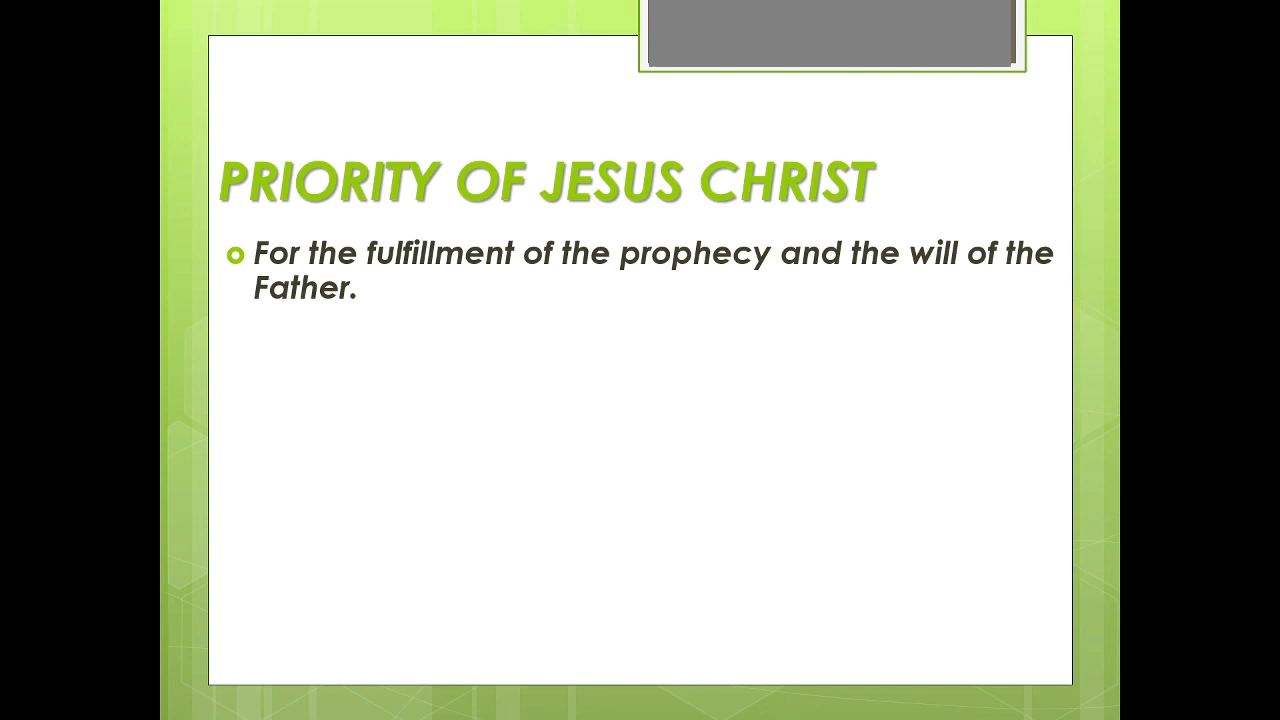 PRIORITY OF JESUS CHRIST
For the fulfillment of the prophecy and the will of the
Father.